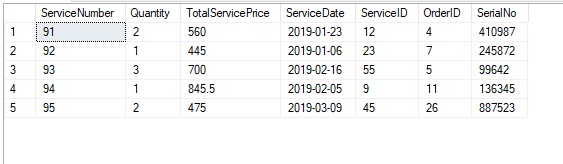 ServiceNumber Quantity TotalServicePrice ServiceDate ServiceID OrderID SerialNo
1 91 2 560 2019-01-23 12 4 410987
2 92 1 445 2019-01-06 23 7 245872
3 93 3 700 2019-02-16 55 5 99642
4 94 1 845.5 2019-02-05 9 11 136345
5 95 2 475 2019-03-09 45 26 887523